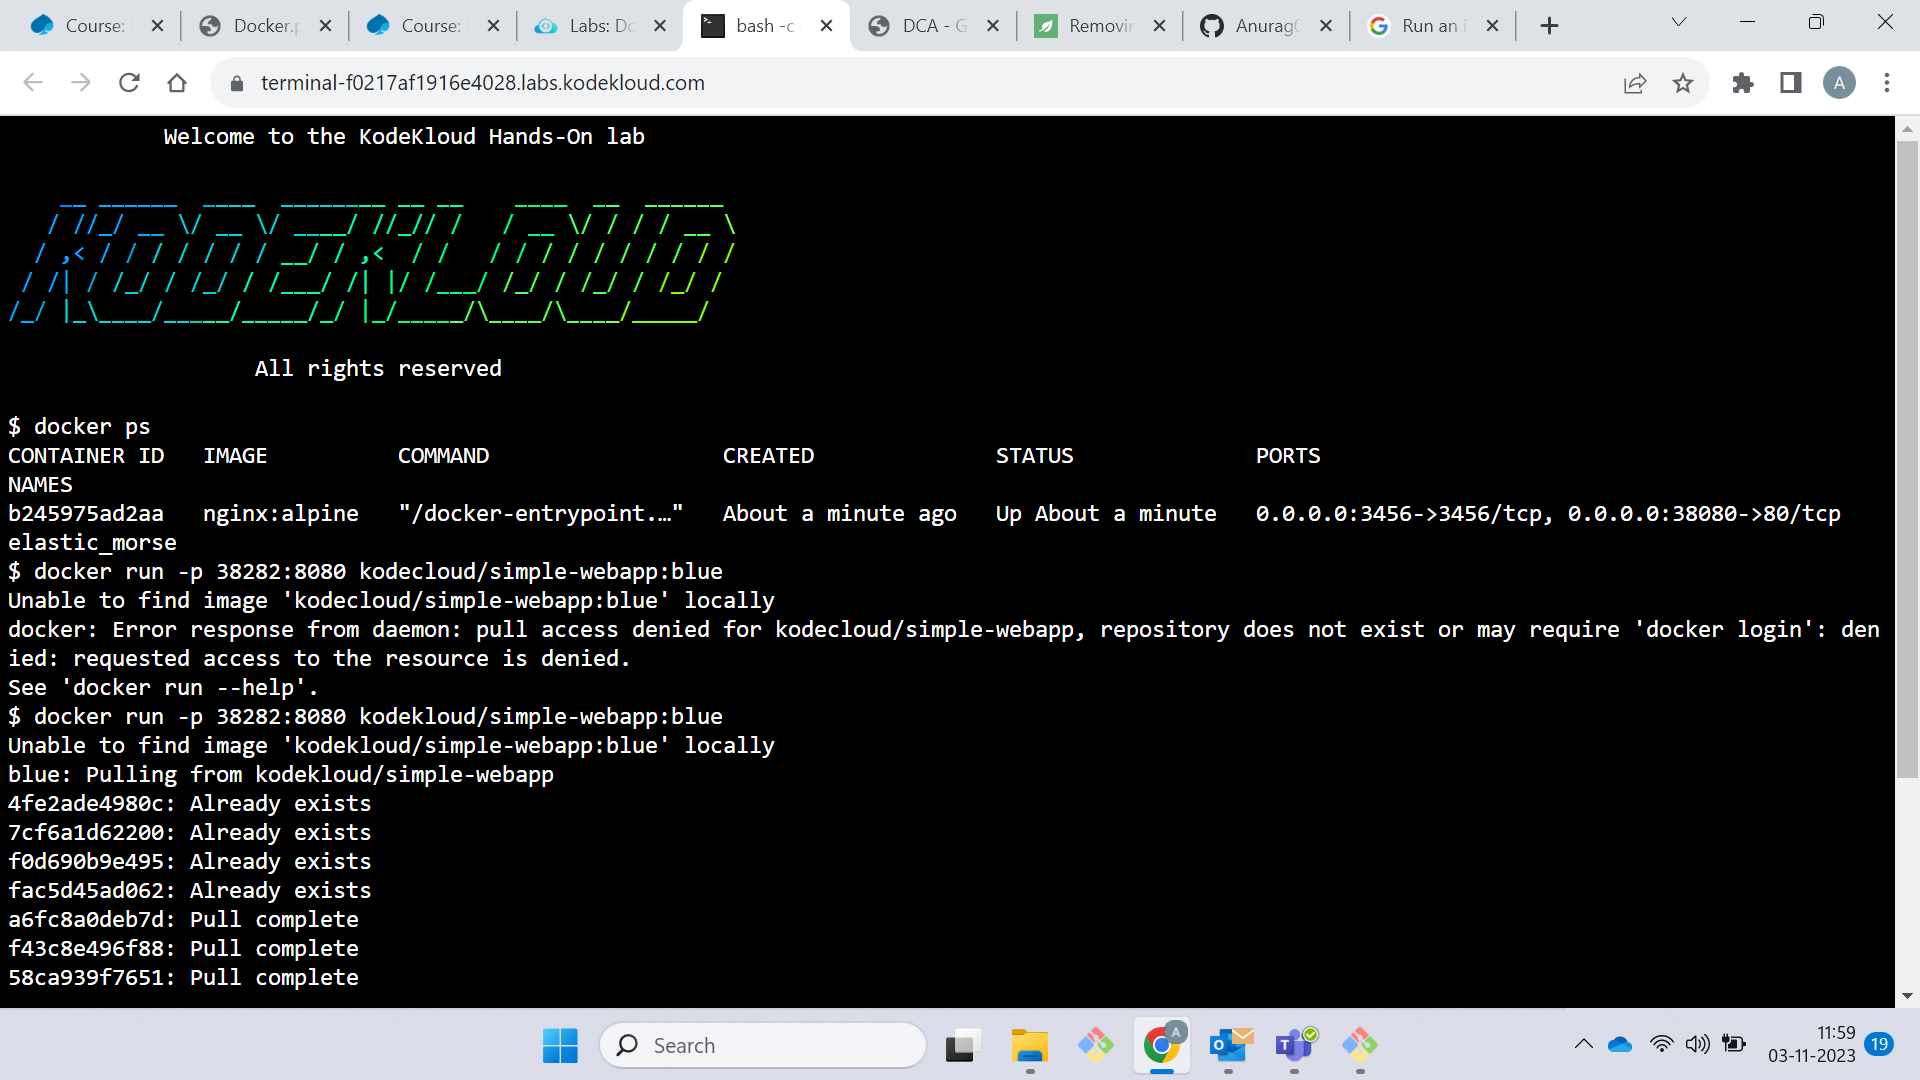 Course:
Docker.p
Course:
Labs: Do
bash -c
DCA - G
Removin
Anurag
Run an i
terminal-f0217af1916e4028.labs.kodekloud.com
A
Welcome to the KodeKloud Hands-On lab
KODEKLOUD
All rights reserved
$ docker ps
CONTAINER ID IMAGE COMMAND CREATED STATUS PORTS
NAMES
b245975ad2aa nginx:alpine "/docker-entrypoint.…" About a minute ago Up About a minute 0.0.0.0:3456->3456/tcp, 0.0.0.0:38080->80/tcp
elastic_morse
$ docker run -p 38282:8080 kodecloud/simple-webapp:blue
Unable to find image 'kodecloud/simple-webapp:blue' locally
docker: Error response from daemon: pull access denied for kodecloud/simple-webapp, repository does not exist or may require 'docker login': den
ied: requested access to the resource is denied.
See 'docker run --help'.
$ docker run -p 38282:8080 kodekloud/simple-webapp:blue
Unable to find image 'kodekloud/simple-webapp:blue' locally
blue: Pulling from kodekloud/simple-webapp
4fe2ade4980c: Already exists
7cf6a1d62200: Already exists
f0d690b9e495: Already exists
fac5d45ad062: Already exists
a6fc8a0deb7d: Pull complete
f43c8e496f88: Pull complete
58ca939f7651: Pull complete
Search
11:59
03-11-2023
19